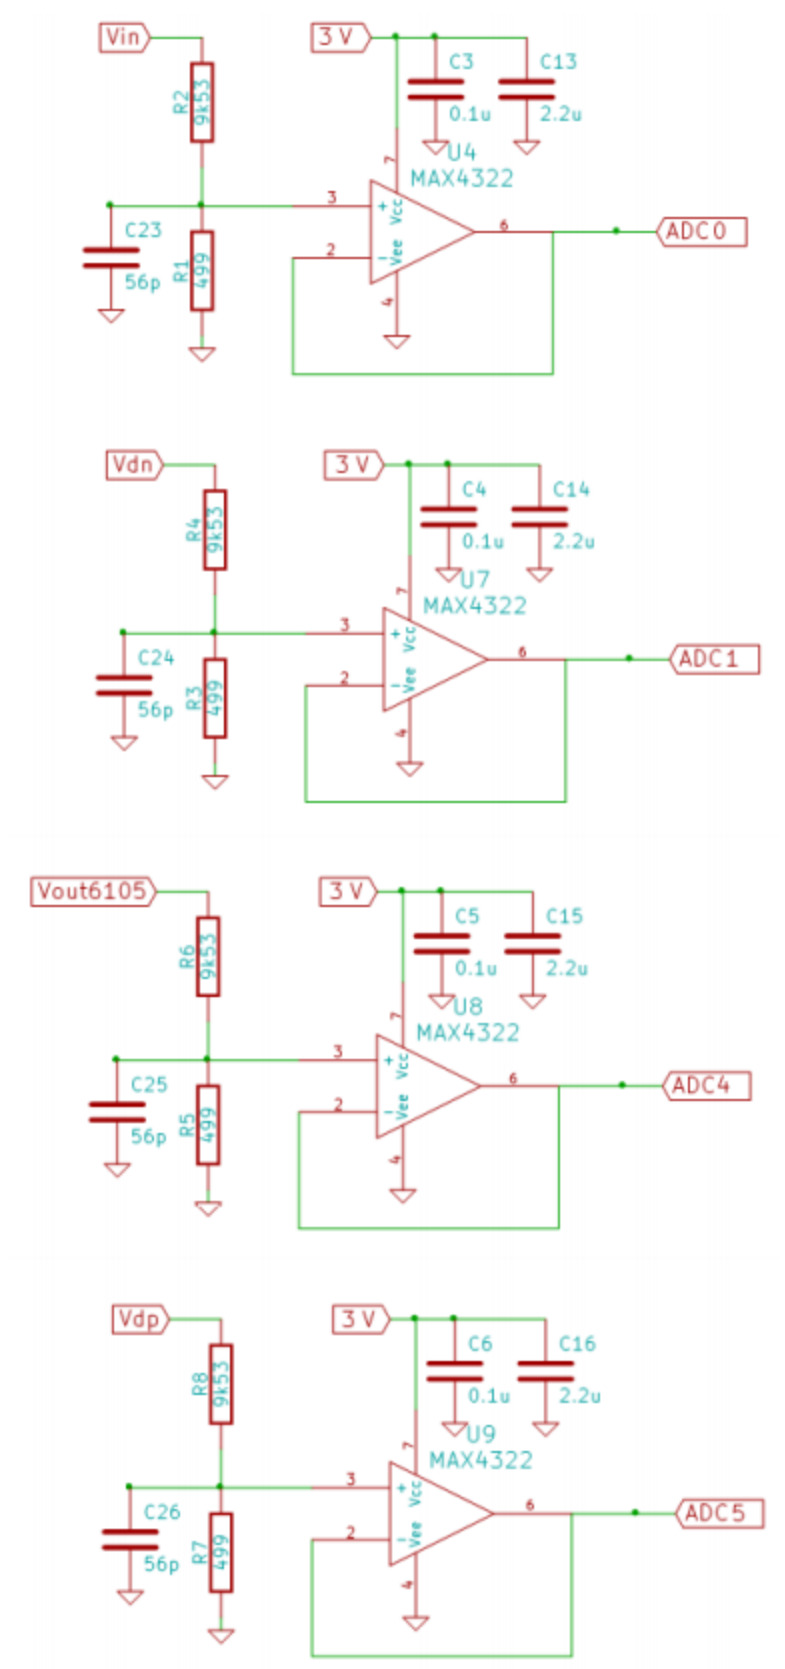 Vin
3 V
R2
9k53
C3
0.1u
C13
2.2u
U4
MAX4322
7
3
+
Vcc
2
-
Vee
6
ADC0
4
C23
56p
R1
499
Vdn
3 V
R4
9k53
C4
0.1u
C14
2.2u
U7
MAX4322
7
3
+
Vcc
2
-
Vee
6
ADC1
4
C24
56p
R3
499
Vout6105
3 V
R6
9k53
C5
0.1u
C15
2.2u
U8
MAX4322
7
3
+
Vcc
2
-
Vee
6
ADC4
4
C25
56p
R5
499
Vdp
3 V
R8
9k53
C6
0.1u
C16
2.2u
U9
MAX4322
7
3
+
Vcc
2
-
Vee
6
ADC5
4
C26
56p
R7
499